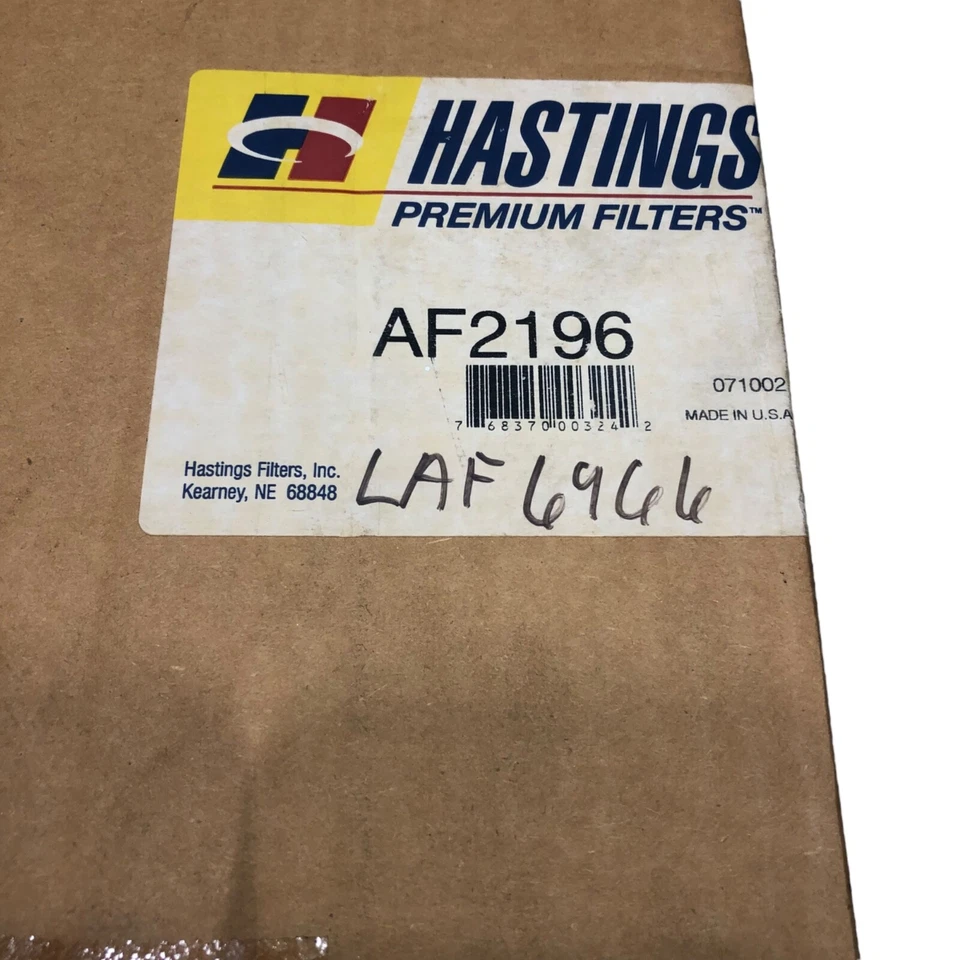 HASTINGS
PREMIUM FILTERS™
AF2196
071002
MADE IN U.S.A
7 68370 00324 2
Hastings Filters, Inc.
Kearney, NE 68848
LAF6966